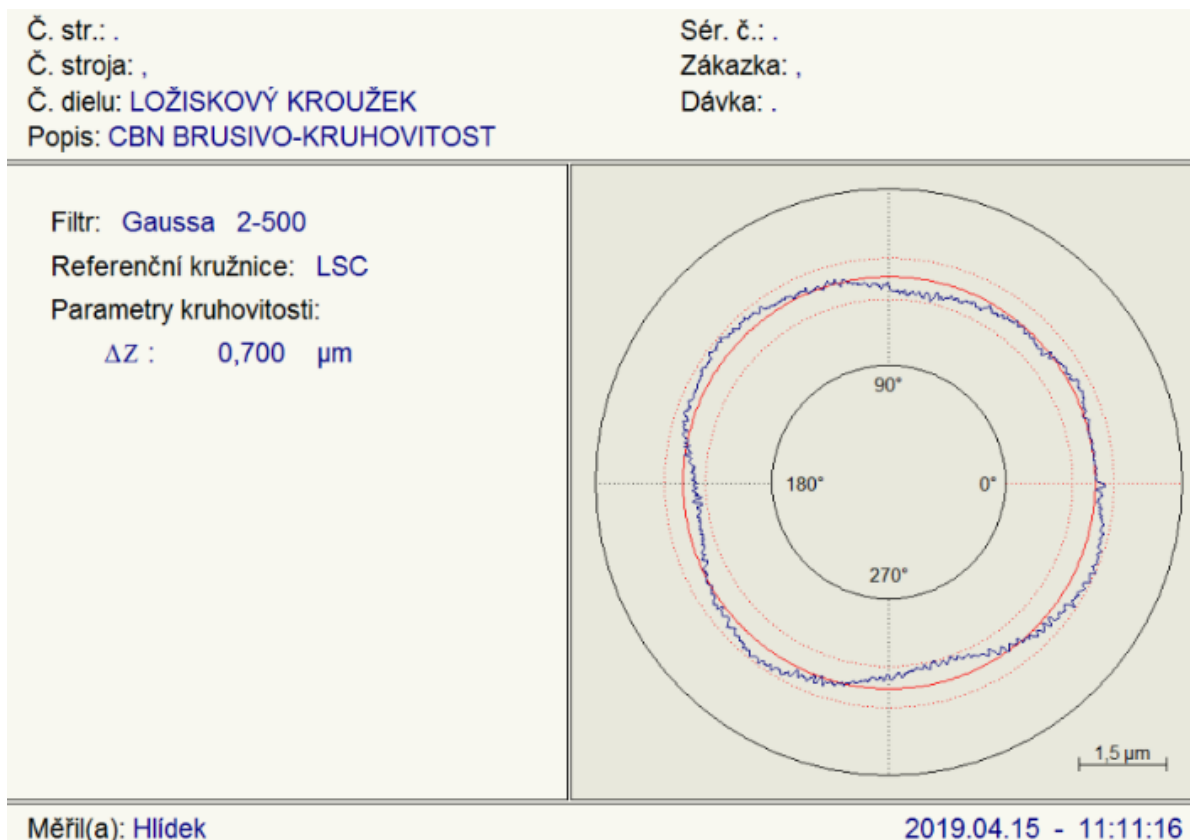 Č. str.: .
Sér. č.: .
Č. stroja: ,
Zákazka: ,
Č. dielu: LOŽISKOVÝ KROUŽEK
Dávka: .
Popis: CBN BRUSIVO-KRUHOVITOST
Filtr: Gaussa 2-500
Referenční kružnice: LSC
Parametry kruhovitosti:
ΔZ : 0,700 µm
90°
180°
0°
270°
1,5 µm
Měřil(a): Hlídek
2019.04.15 - 11:11:16